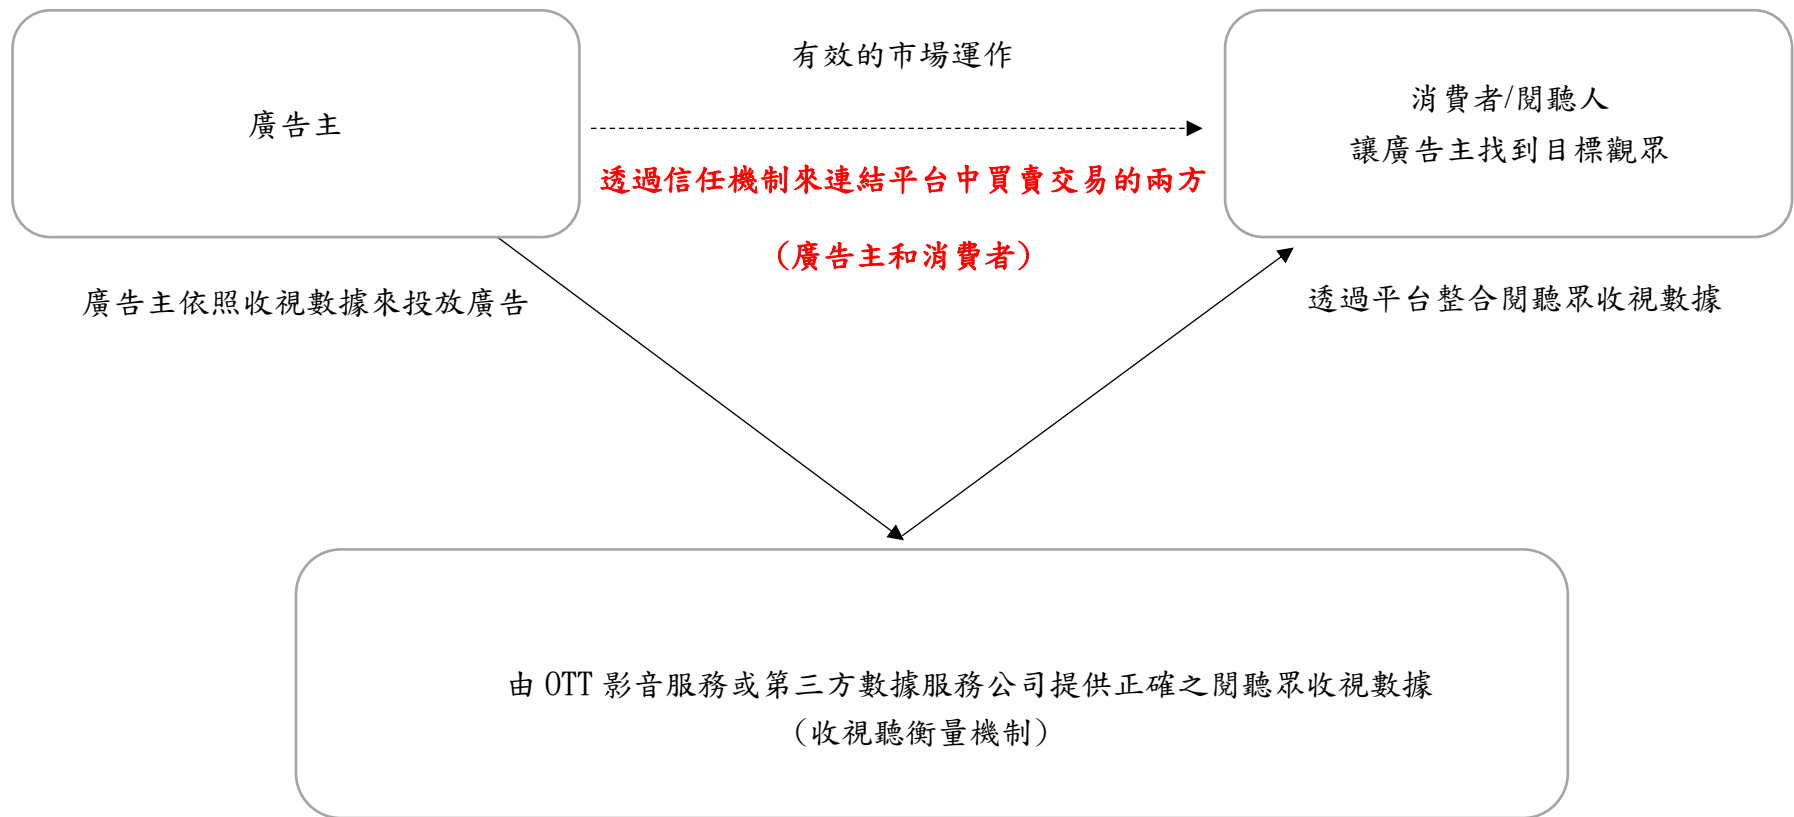 有效的市場運作
廣告主
消費者/閱聽人
讓廣告主找到目標觀眾
透過信任機制來連結平台中買賣交易的兩方
（廣告主和消費者）
廣告主依照收視數據來投放廣告
透過平台整合閱聽眾收視數據
由 OTT 影音服務或第三方數據服務公司提供正確之閱聽眾收視數據
（收視聽衡量機制）